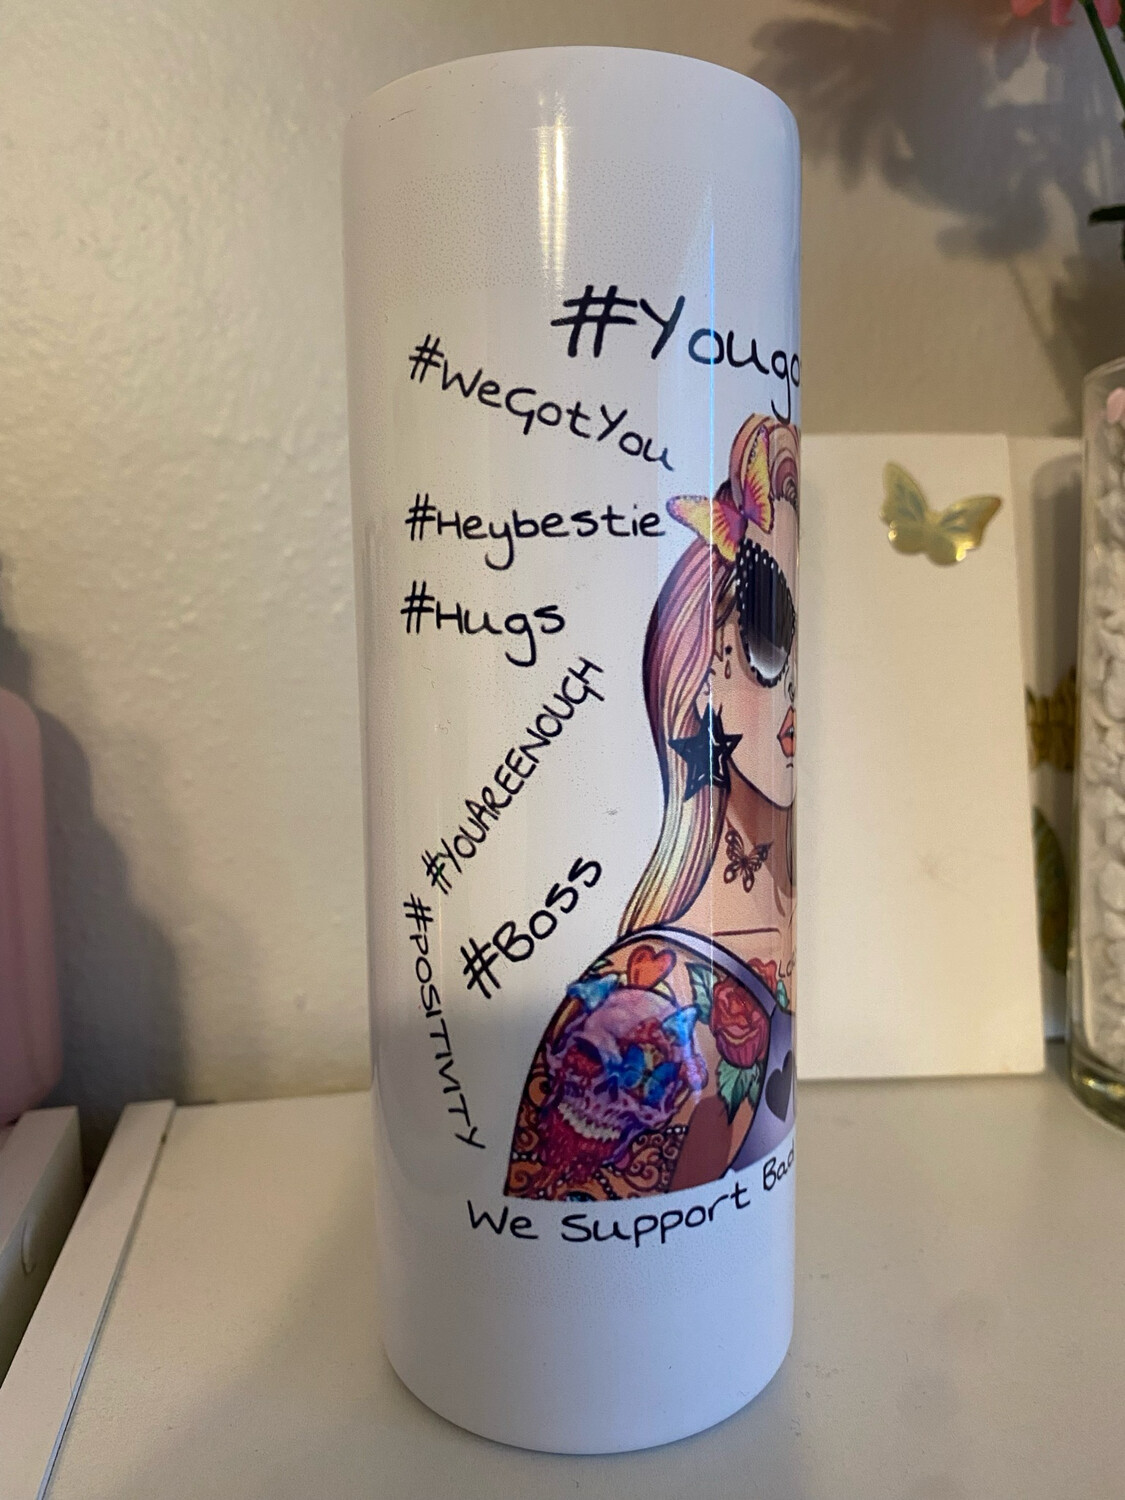 #Yougo
#WeGotYou
#Heybestie
#Hugs
#YOUAREENOUGH
#Boss
#POSITIVITY
We Support Bad